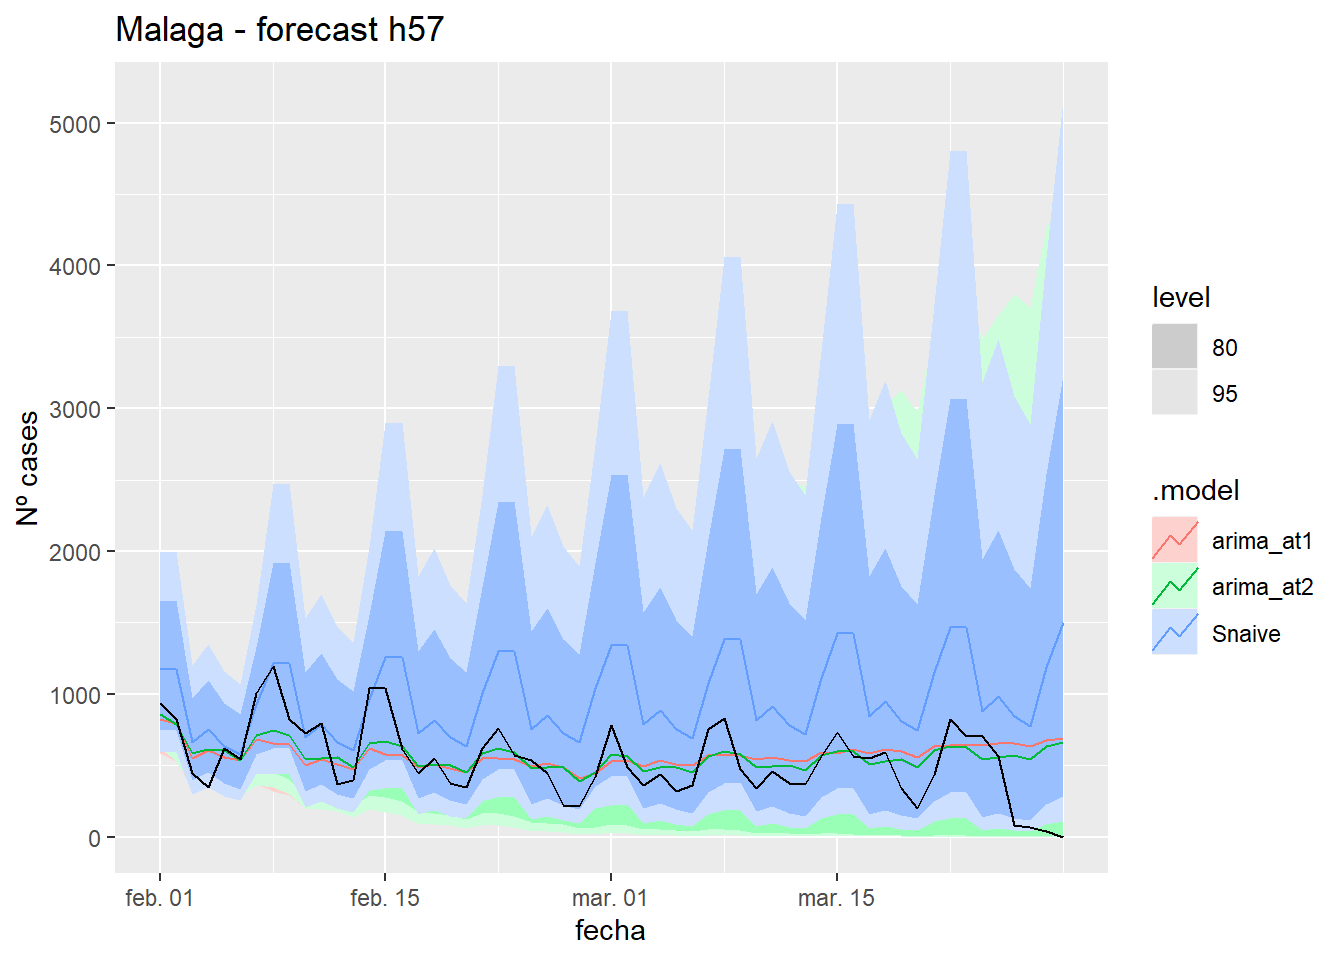 Malaga - forecast h57
5000
4000
3000
2000
1000
0
Nº cases
feb. 01
feb. 15
mar. 01
mar. 15
fecha
level
80
95
.model
arima_at1
arima_at2
Snaive